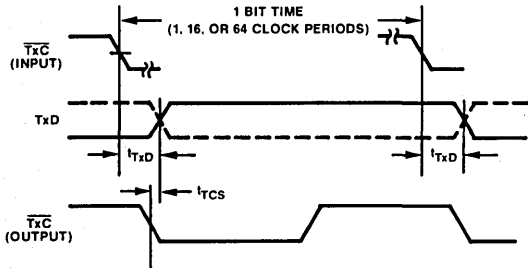 1 BIT TIME
(1, 16, OR 64 CLOCK PERIODS)
TxC
(INPUT)
TxD
tTxD
tTxD
tTCS
TxC
(OUTPUT)